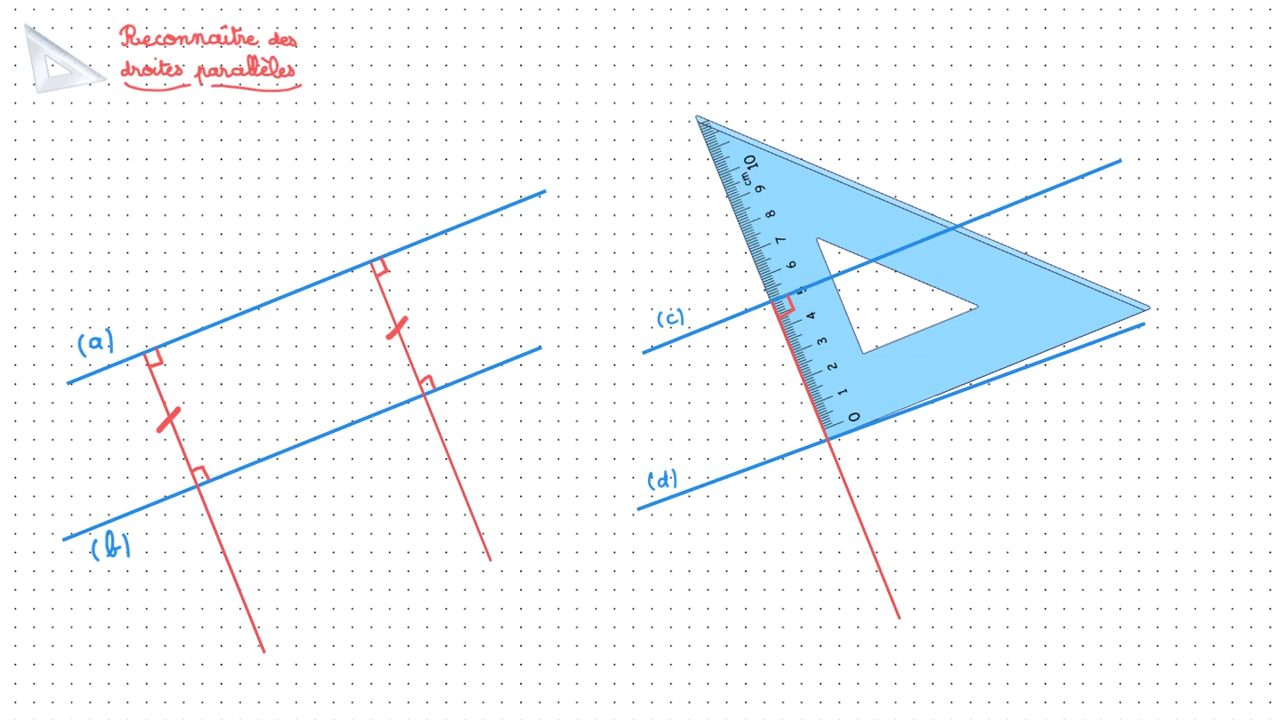 Reconnaître des
droites parallèles
(a)
(b)
(c)
(d)
10
cm
9
8
7
6
5
4
3
2
1
0